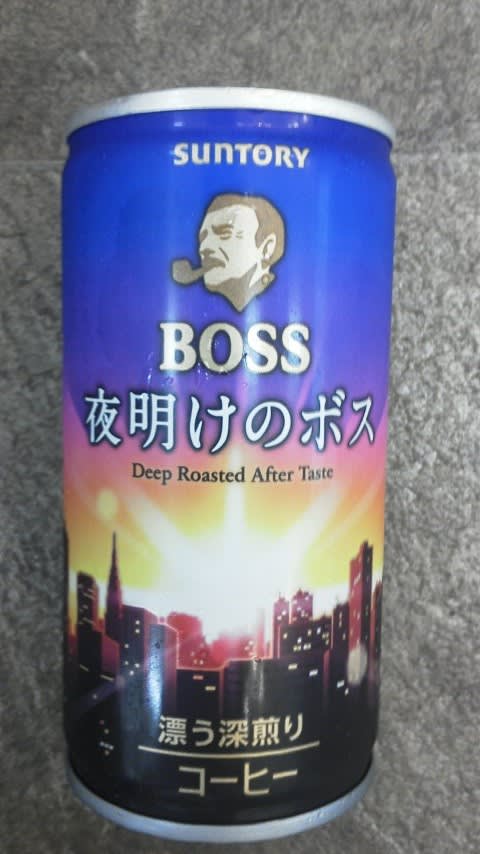 SUNTORY
BOSS
夜明けのボス
Deep Roasted After Taste
漂う深煎り
コーヒー